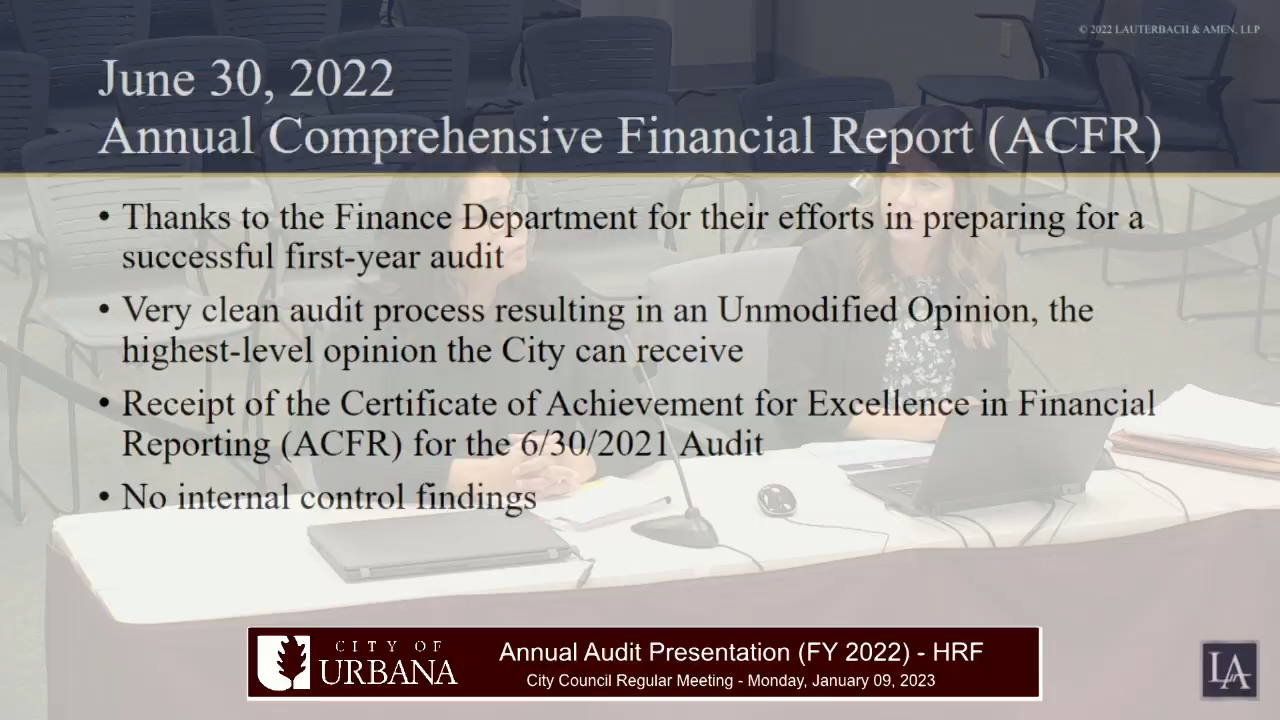 © 2022 LAUTERBACH & AMEN, LLP
June 30, 2022
Annual Comprehensive Financial Report (ACFR)
• Thanks to the Finance Department for their efforts in preparing for a
successful first-year audit
• Very clean audit process resulting in an Unmodified Opinion, the
highest-level opinion the City can receive
• Receipt of the Certificate of Achievement for Excellence in Financial
Reporting (ACFR) for the 6/30/2021 Audit
• No internal control findings
CITY OF
URBANA
Annual Audit Presentation (FY 2022) - HRF
City Council Regular Meeting - Monday, January 09, 2023
LA